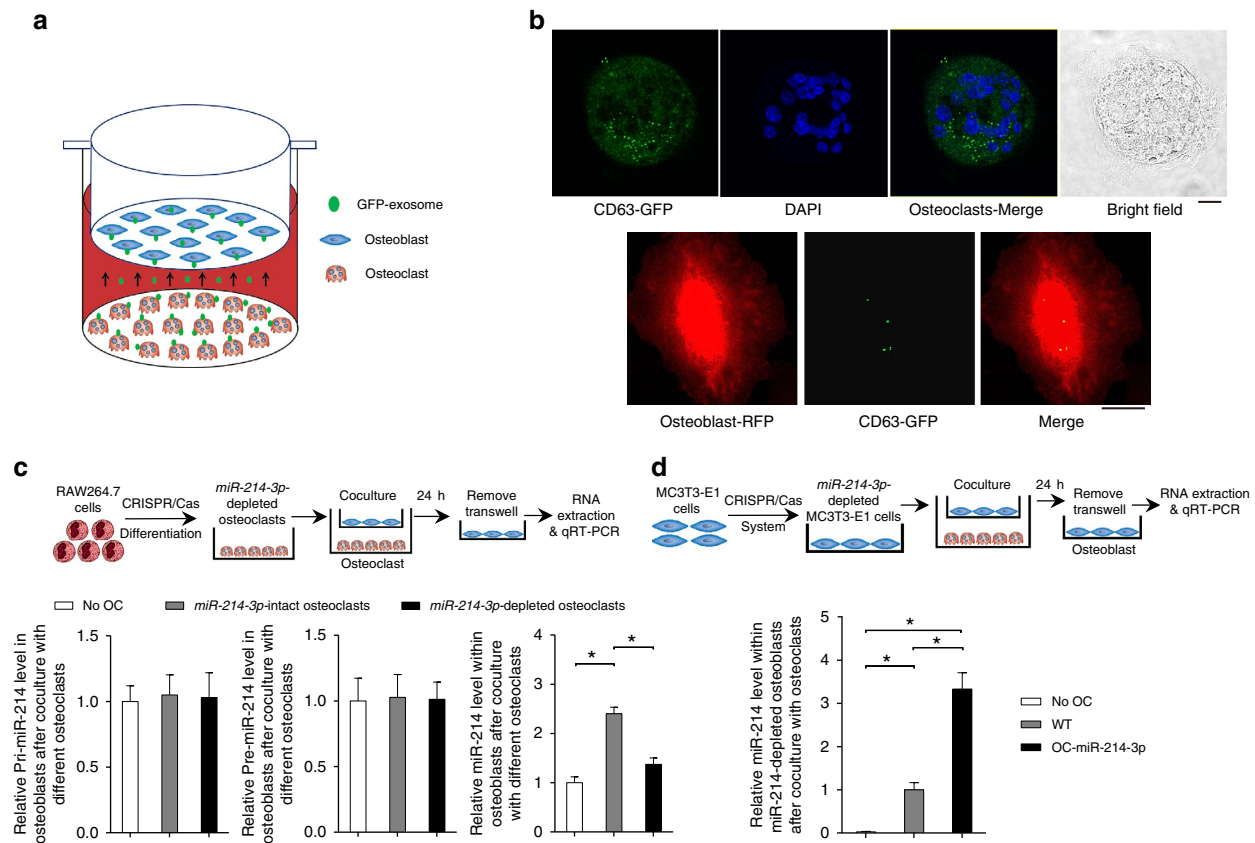 a
GFP-exosome
Osteoblast
Osteoclast
b
CD63-GFP
DAPI
Osteoclasts-Merge
Bright field
Osteoblast-RFP
CD63-GFP
Merge
c
RAW264.7
cells
CRISPR/Cas
Differentiation
miR-214-3p-
depleted
osteoclasts
Coculture
Osteoclast
24 h
Remove
transwell
RNA
extraction
& qRT-PCR
No OC
miR-214-3p-intact osteoclasts
miR-214-3p-depleted osteoclasts
Relative Pri-miR-214 level in
osteoblasts after coculture with
different osteoclasts
1.5
1.0
0.5
0.0
Relative Pre-miR-214 level in
osteoblasts after coculture with
different osteoclasts
1.5
1.0
0.5
0.0
Relative miR-214 level within
osteoblasts after coculture
with different osteoclasts
4
3
2
1
0
*
*
d
MC3T3-E1
cells
CRISPR/Cas
System
miR-214-3p-
depleted
MC3T3-E1 cells
Coculture
24 h
Remove
transwell
Osteoblast
RNA extraction
& qRT-PCR
Relative miR-214 level within
miR-214-depleted osteoblasts
after coculture with osteoclasts
5
4
3
2
1
0
*
*
*
No OC
WT
OC-miR-214-3p